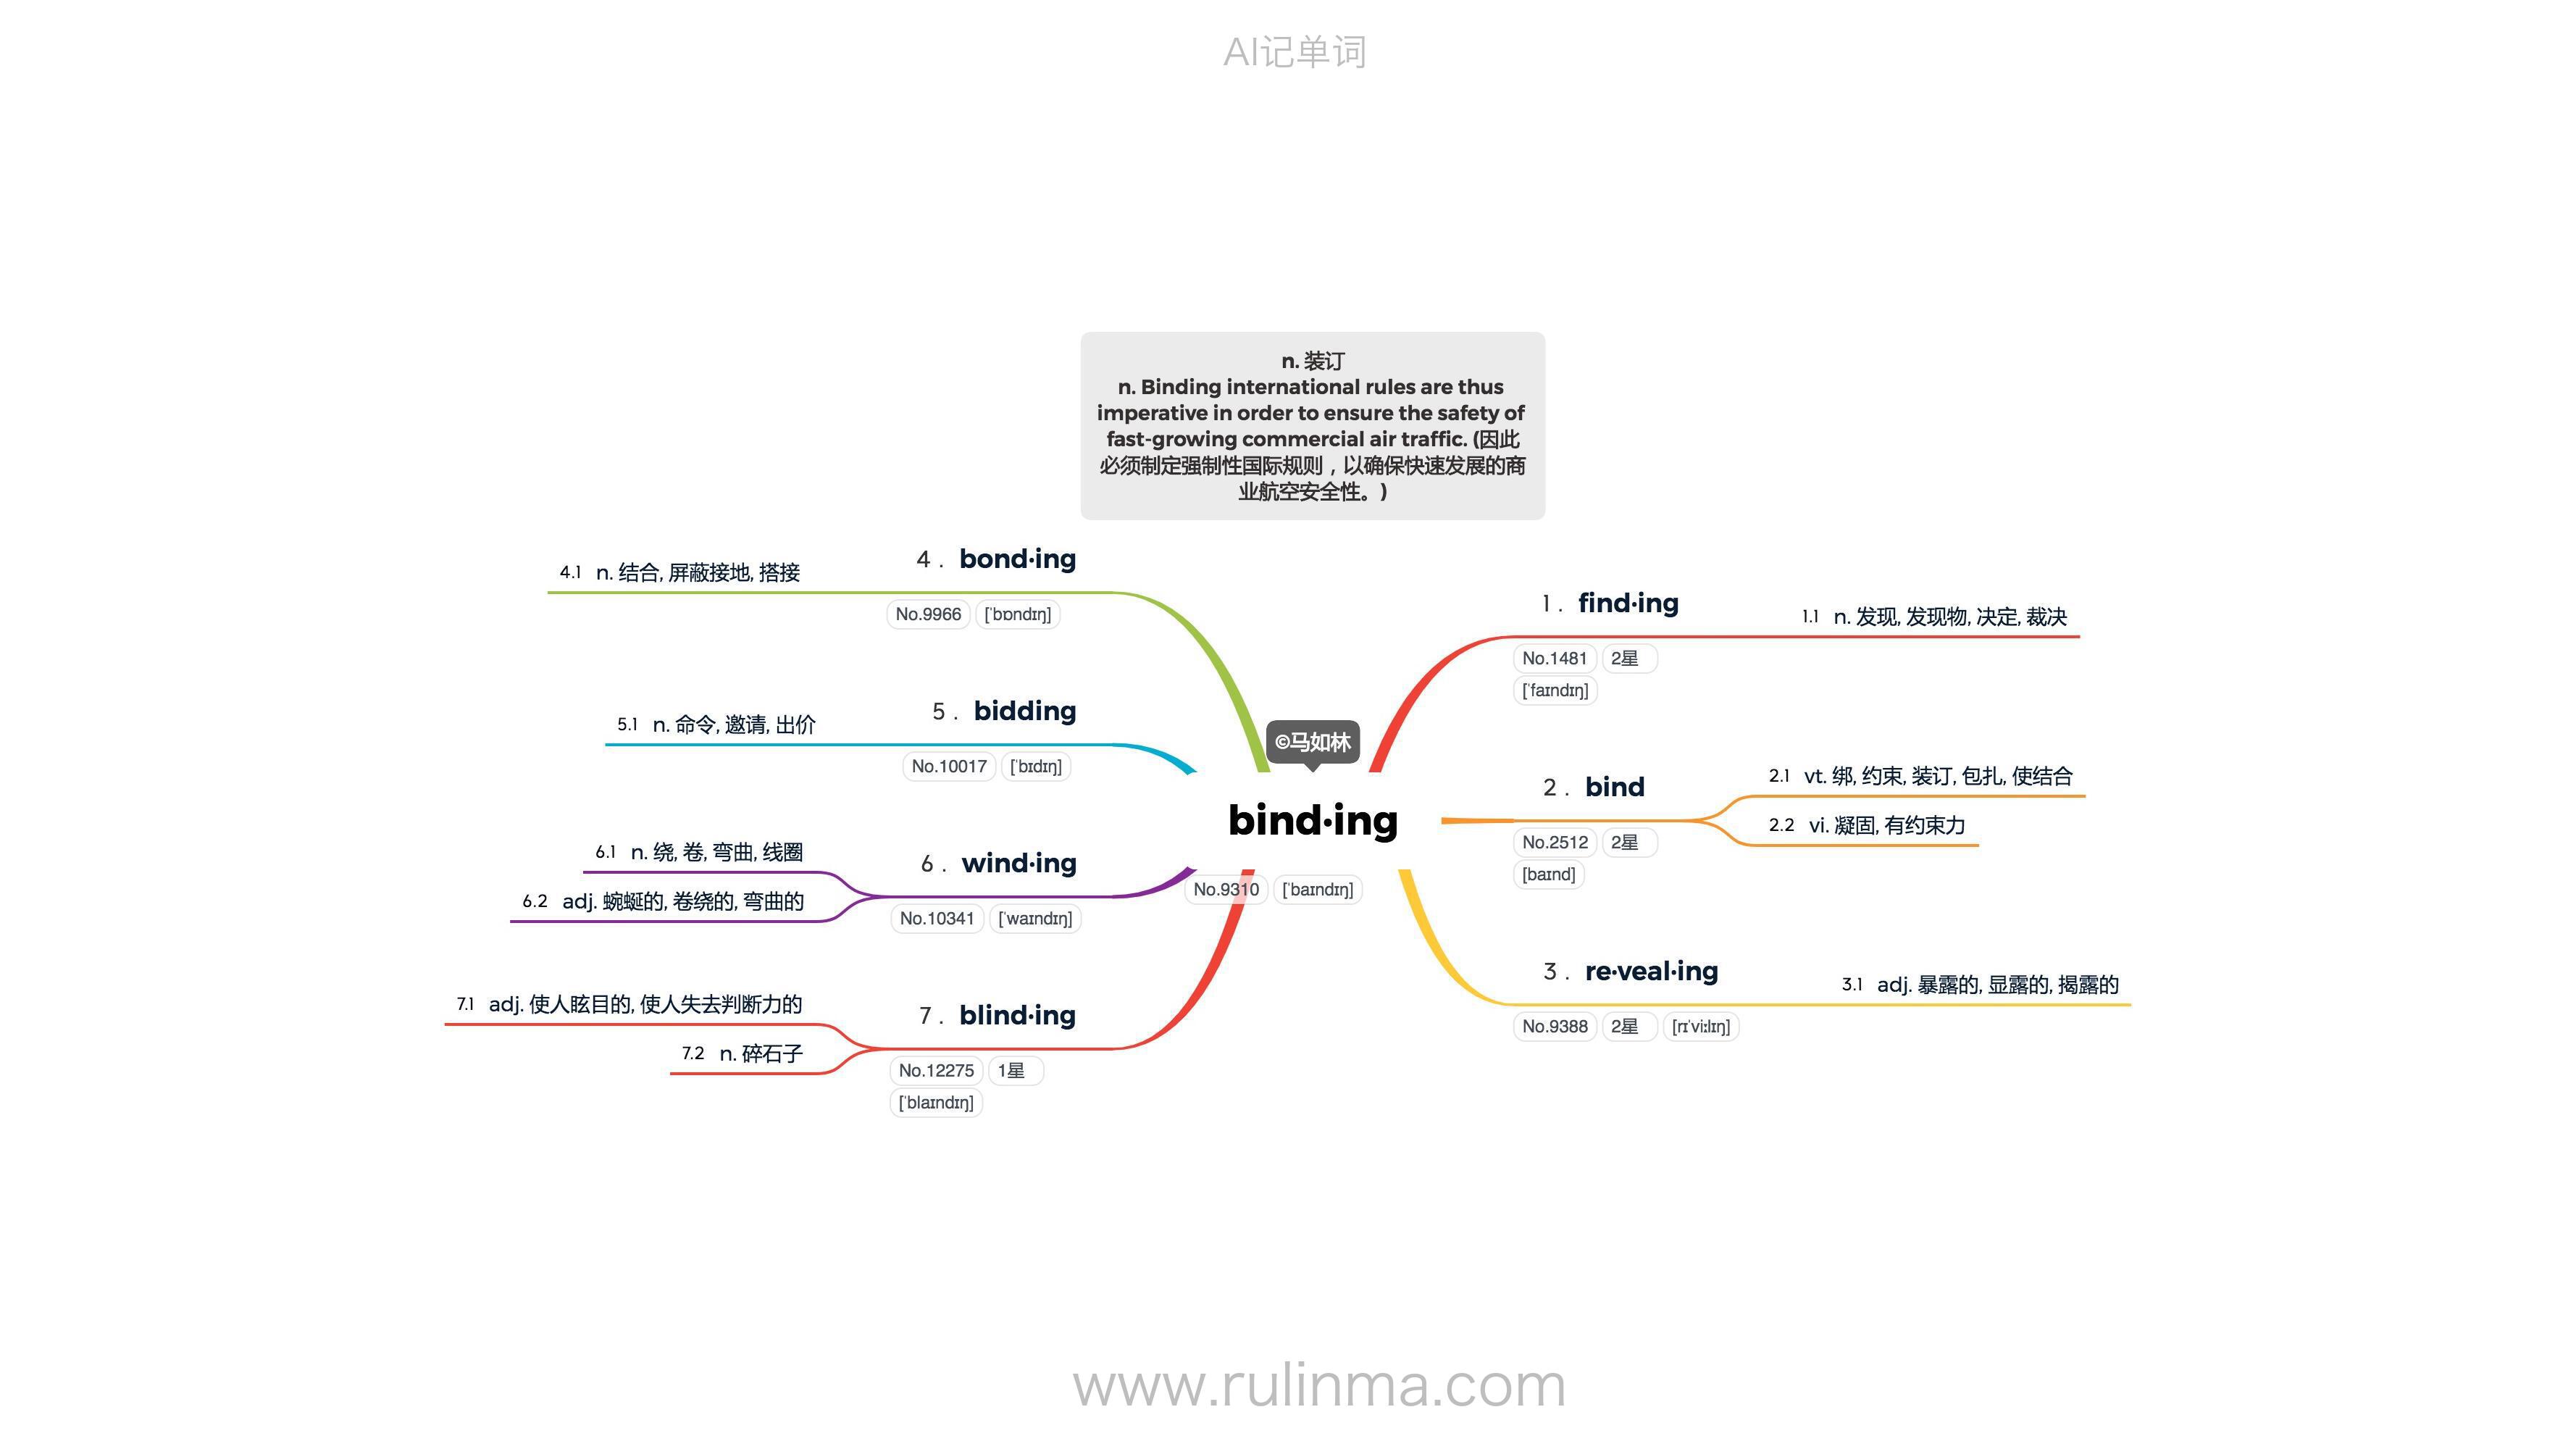 AI记单词
n. 装订
n. Binding international rules are thus
imperative in order to ensure the safety of
fast-growing commercial air traffic. (因此
必须制定强制性国际规则，以确保快速发展的商
业航空安全性。)
©马如林
bind·ing
No.9310 [ˈbaɪndɪŋ]
1 . find·ing
No.1481 2星
[ˈfaɪndɪŋ]
1.1 n. 发现, 发现物, 决定, 裁决
2 . bind
No.2512 2星
[baɪnd]
2.1 vt. 绑, 约束, 装订, 包扎, 使结合
2.2 vi. 凝固, 有约束力
3 . re·veal·ing
No.9388 2星 [rɪˈviːlɪŋ]
3.1 adj. 暴露的, 显露的, 揭露的
4 . bond·ing
No.9966 [ˈbɒndɪŋ]
4.1 n. 结合, 屏蔽接地, 搭接
5 . bidding
No.10017 [ˈbɪdɪŋ]
5.1 n. 命令, 邀请, 出价
6 . wind·ing
No.10341 [ˈwaɪndɪŋ]
6.1 n. 绕, 卷, 弯曲, 线圈
6.2 adj. 蜿蜒的, 卷绕的, 弯曲的
7 . blind·ing
No.12275 1星
[ˈblaɪndɪŋ]
7.1 adj. 使人眩目的, 使人失去判断力的
7.2 n. 碎石子
www.rulinma.com